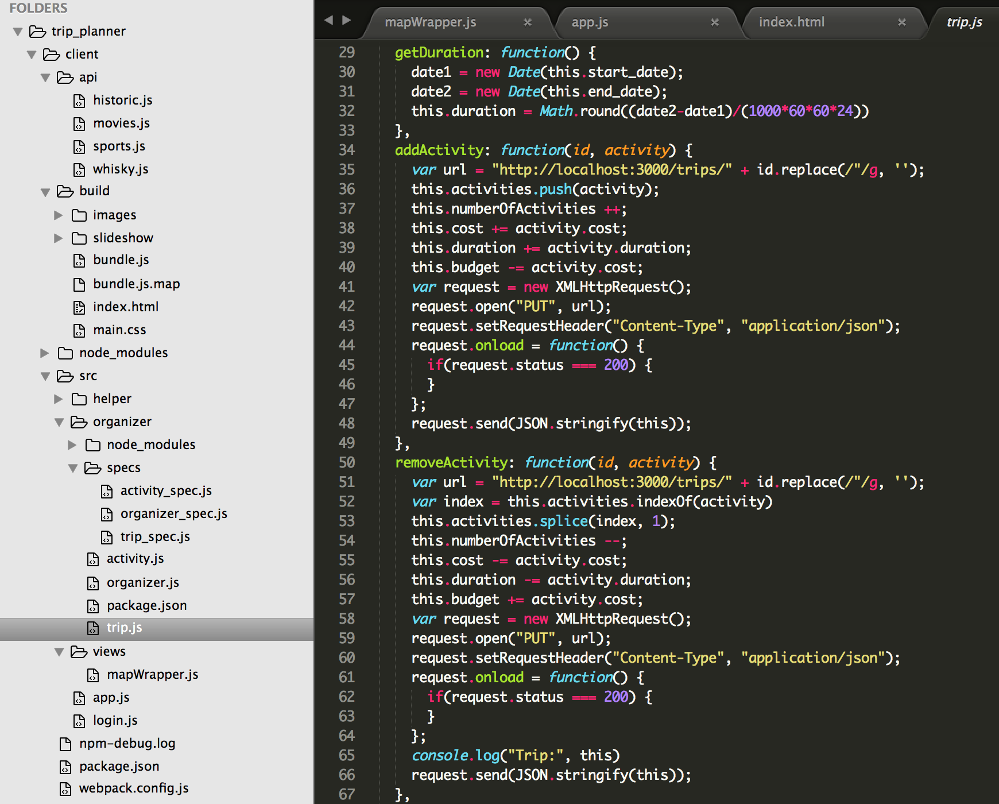 FOLDERS
trip_planner
client
api
historic.js
movies.js
sports.js
whisky.js
build
images
slideshow
bundle.js
bundle.js.map
index.html
main.css
node_modules
src
helper
organizer
node_modules
specs
activity_spec.js
organizer_spec.js
trip_spec.js
activity.js
organizer.js
package.json
trip.js
views
mapWrapper.js
app.js
login.js
npm-debug.log
package.json
webpack.config.js
mapWrapper.js × app.js × index.html × trip.js
29 getDuration: function() {
30 date1 = new Date(this.start_date);
31 date2 = new Date(this.end_date);
32 this.duration = Math.round((date2-date1)/(1000*60*60*24))
33 },
34 addActivity: function(id, activity) {
35 var url = "http://localhost:3000/trips/" + id.replace(/"/g, '');
36 this.activities.push(activity);
37 this.numberOfActivities ++;
38 this.cost += activity.cost;
39 this.duration += activity.duration;
40 this.budget -= activity.cost;
41 var request = new XMLHttpRequest();
42 request.open("PUT", url);
43 request.setRequestHeader("Content-Type", "application/json");
44 request.onload = function() {
45 if(request.status === 200) {
46 }
47 };
48 request.send(JSON.stringify(this));
49 },
50 removeActivity: function(id, activity) {
51 var url = "http://localhost:3000/trips/" + id.replace(/"/g, '');
52 var index = this.activities.indexOf(activity)
53 this.activities.splice(index, 1);
54 this.numberOfActivities --;
55 this.cost -= activity.cost;
56 this.duration -= activity.duration;
57 this.budget += activity.cost;
58 var request = new XMLHttpRequest();
59 request.open("PUT", url);
60 request.setRequestHeader("Content-Type", "application/json");
61 request.onload = function() {
62 if(request.status === 200) {
63 }
64 };
65 console.log("Trip:", this)
66 request.send(JSON.stringify(this));
67 },